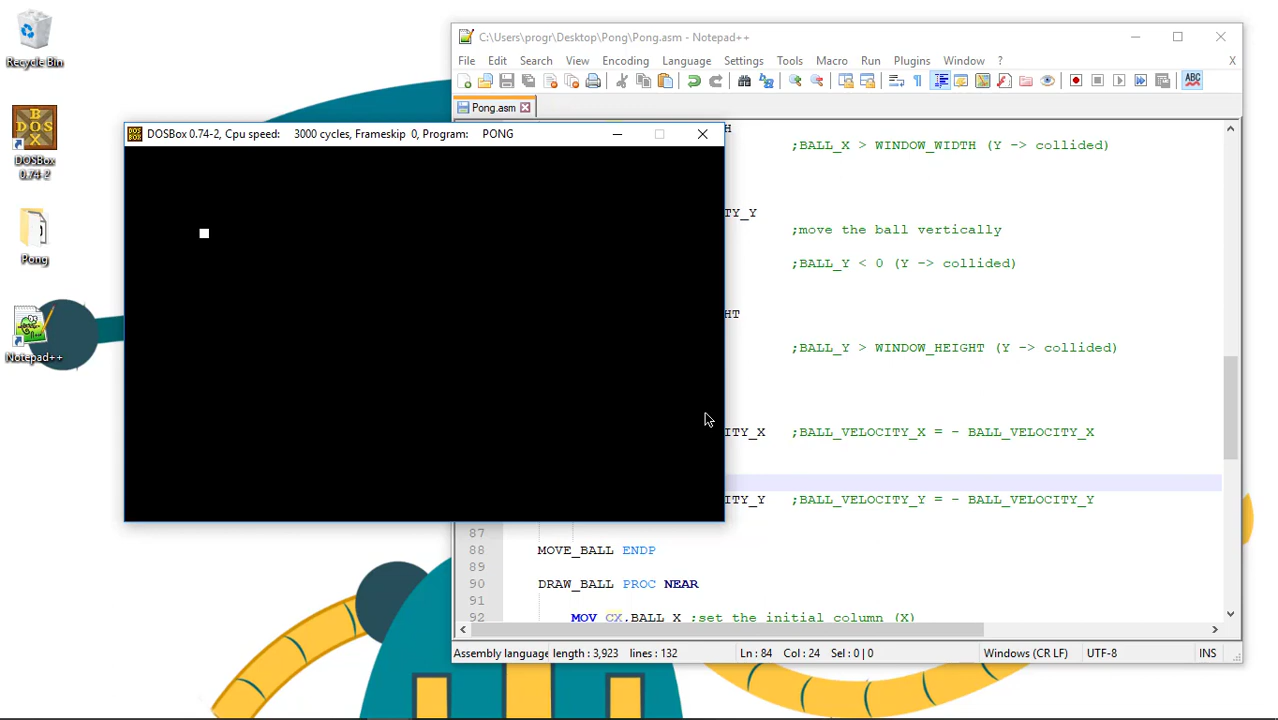 Recycle Bin
DOSBox
0.74-2
Pong
Notepad++
C:\Users\progr\Desktop\Pong\Pong.asm - Notepad++
File Edit Search View Encoding Language Settings Tools Macro Run Plugins Window ? X
ABC
Pong.asm
DOSBox 0.74-2, Cpu speed: 3000 cycles, Frameskip 0, Program: PONG
H
;BALL_X > WINDOW_WIDTH (Y -> collided)
ITY_Y
;move the ball vertically
;BALL_Y < 0 (Y -> collided)
HT
;BALL_Y > WINDOW_HEIGHT (Y -> collided)
ITY_X ;BALL_VELOCITY_X = - BALL_VELOCITY_X
ITY_Y ;BALL_VELOCITY_Y = - BALL_VELOCITY_Y
87
88 MOVE_BALL ENDP
89
90 DRAW_BALL PROC NEAR
91
92 MOV CX,BALL_X ;set the initial column (X)
Assembly language length : 3,923 lines : 132 Ln : 84 Col : 24 Sel : 0 | 0 Windows (CR LF) UTF-8 INS